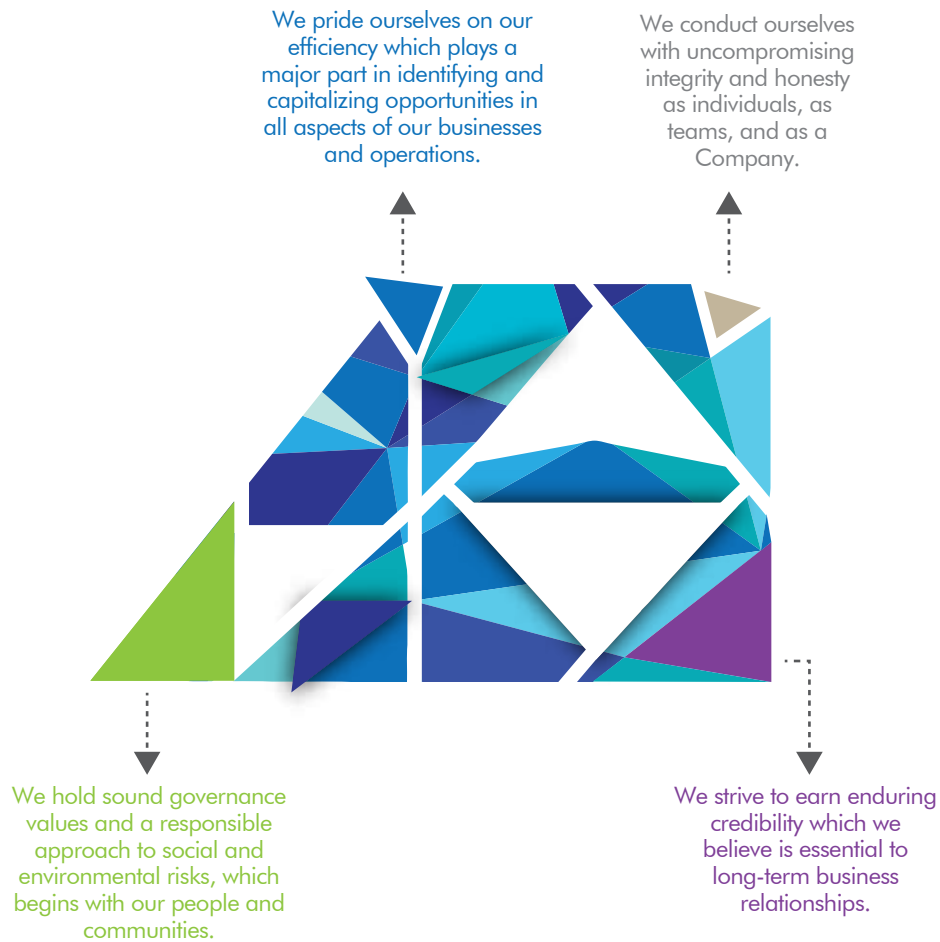 We pride ourselves on our
efficiency which plays a
major part in identifying and
capitalizing opportunities in
all aspects of our businesses
and operations.
We conduct ourselves
with uncompromising
integrity and honesty
as individuals, as
teams, and as a
Company.
We hold sound governance
values and a responsible
approach to social and
environmental risks, which
begins with our people and
communities.
We strive to earn enduring
credibility which we
believe is essential to
long-term business
relationships.